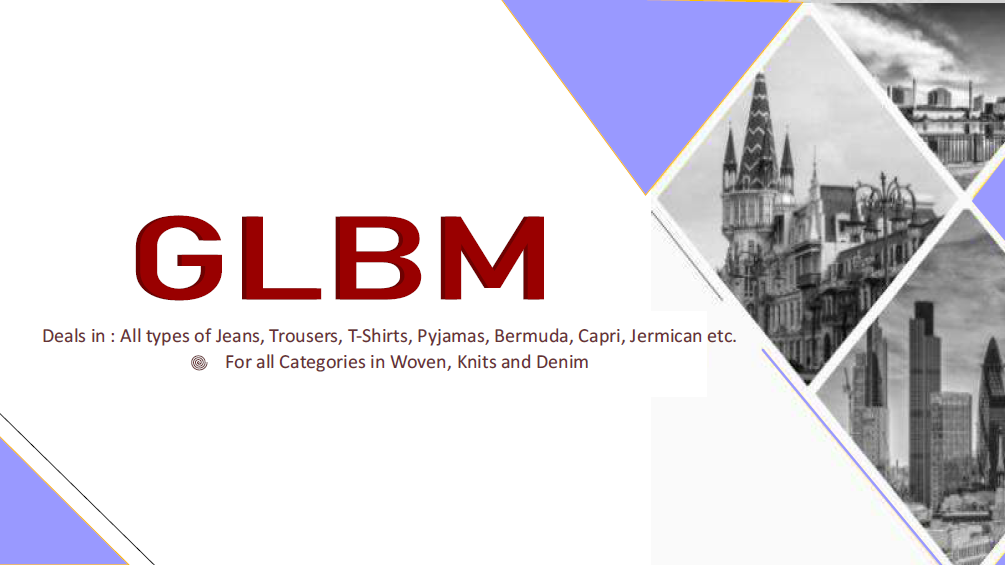 GLBM
Deals in : All types of Jeans, Trousers, T-Shirts, Pyjamas, Bermuda, Capri, Jermican etc.
For all Categories in Woven, Knits and Denim